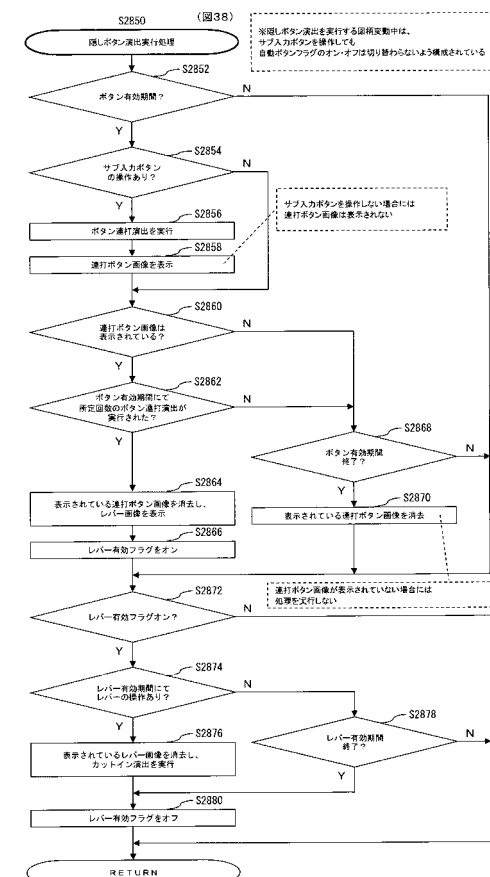 S2850
(図38)
隠しボタン演出実行処理
※隠しボタン演出を実行する図柄変動中は、
サブ入力ボタンを操作しても
自動ボタンフラグのオン・オフは切り替わらないよう構成されている
S2852
ボタン有効期間?
N
Y
S2854
サブ入力ボタン
の操作あり?
N
Y
サブ入力ボタンを操作しない場合には
連打ボタン画像は表示されない
S2856
ボタン連打演出を実行
S2858
連打ボタン画像を表示
S2860
連打ボタン画像は
表示されている?
N
Y
S2862
ボタン有効期間にて
所定回数のボタン連打演出が
実行された?
N
Y
S2868
ボタン有効期間
終了?
N
Y
S2864
表示されている連打ボタン画像を消去し、
レバー画像を表示
S2870
表示されている連打ボタン画像を消去
S2866
レバー有効フラグをオン
連打ボタン画像が表示されていない場合には
処理を実行しない
S2872
レバー有効フラグオン?
N
Y
S2874
レバー有効期間にて
レバーの操作あり?
N
Y
S2878
レバー有効期間
終了?
N
Y
S2876
表示されているレバー画像を消去し、
カットイン演出を実行
S2880
レバー有効フラグをオフ
RETURN